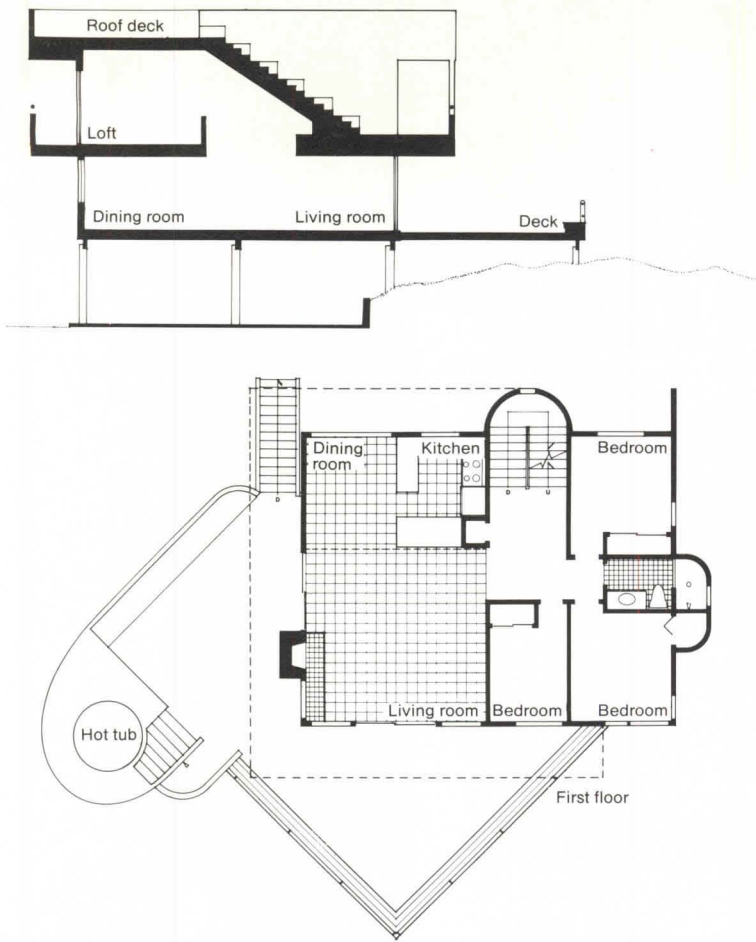 Roof deck
Loft
Dining room
Living room
Deck
Dining
room
Kitchen
Bedroom
D
U
D
Living room
Bedroom
Bedroom
Hot tub
First floor